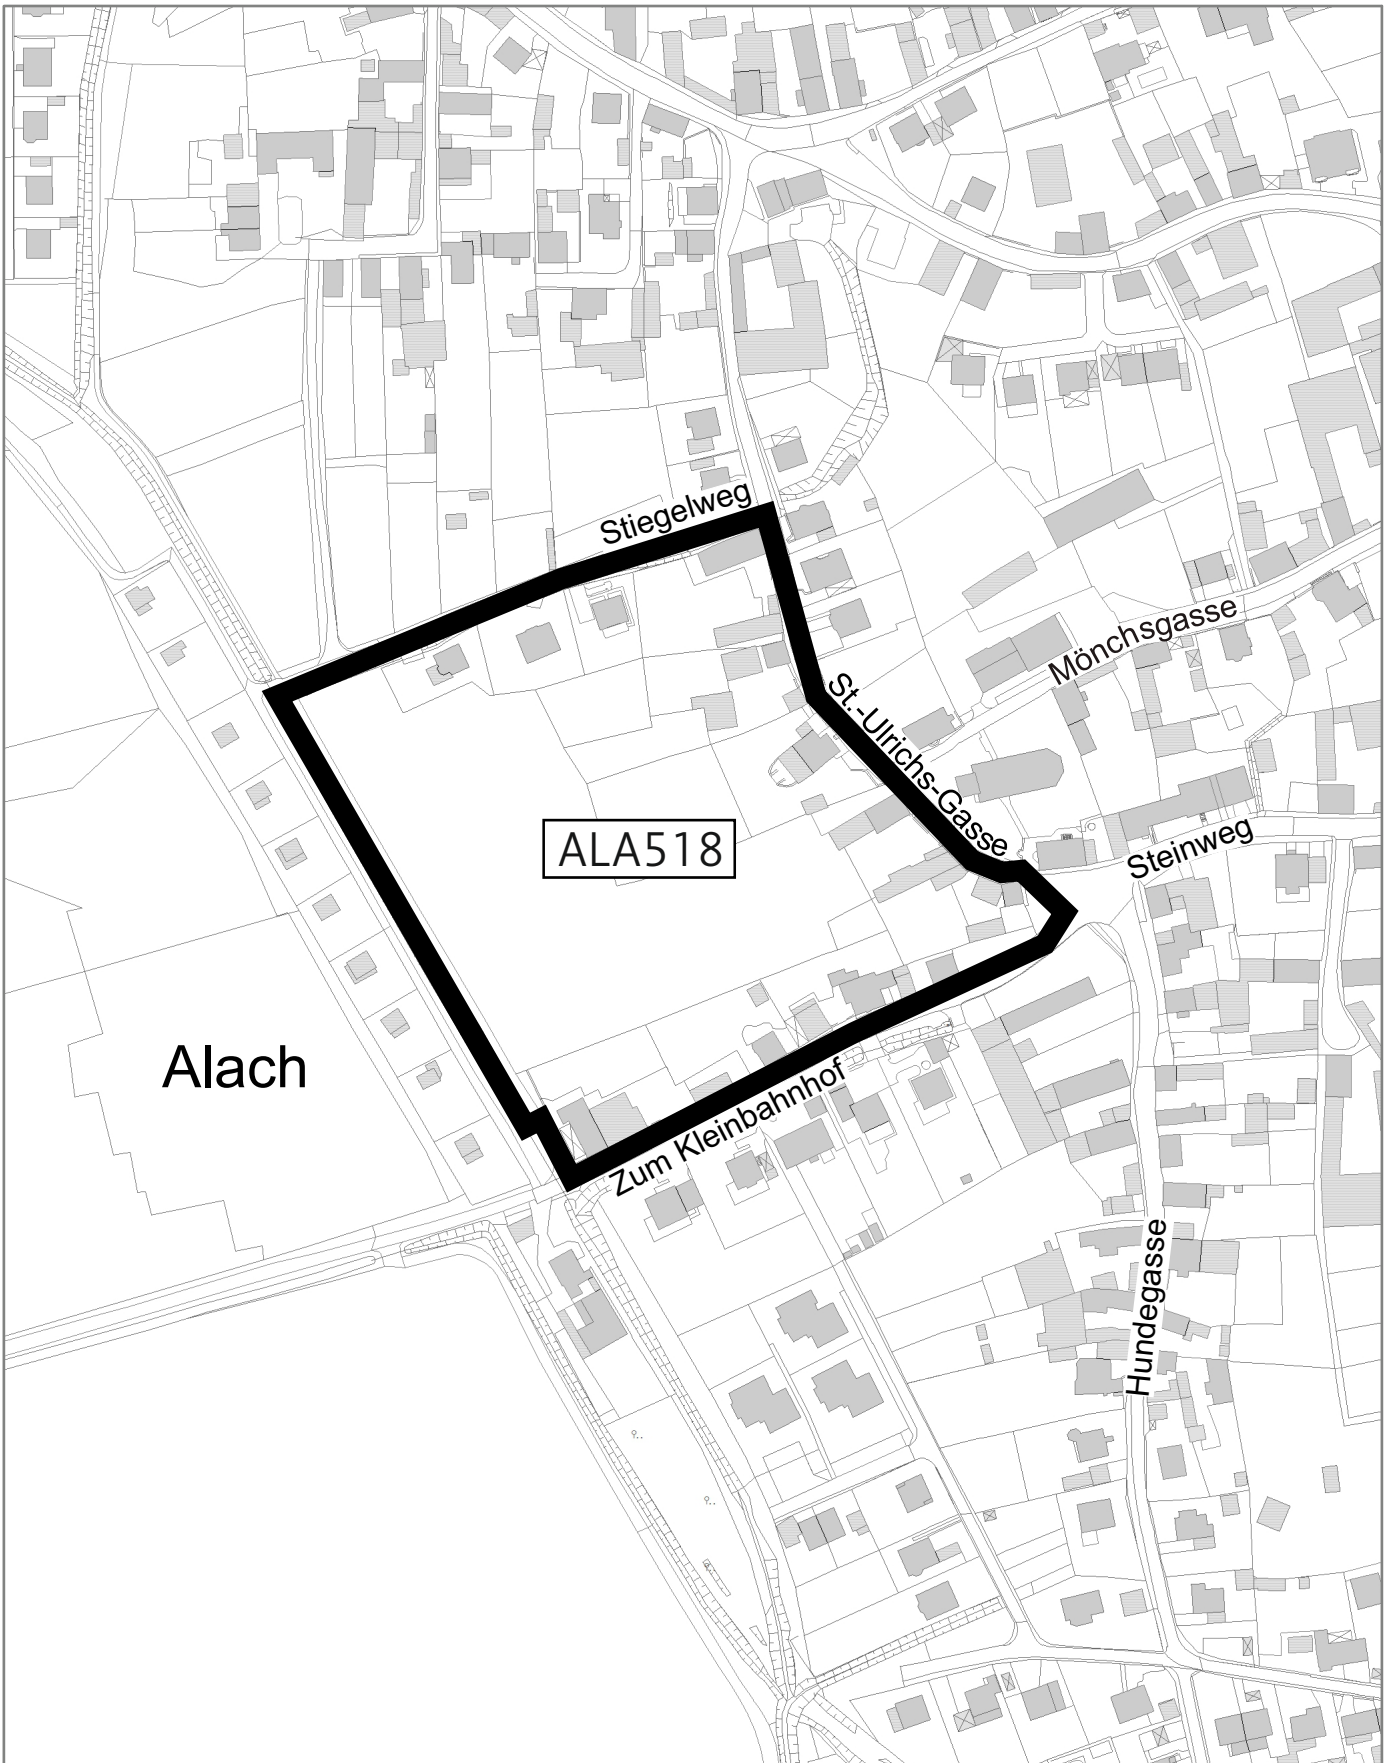 Stiegelweg
Mönchsgasse
St.-Ulrichs-Gasse
ALA518
Steinweg
Alach
Zum Kleinbahnhof
Hundegasse